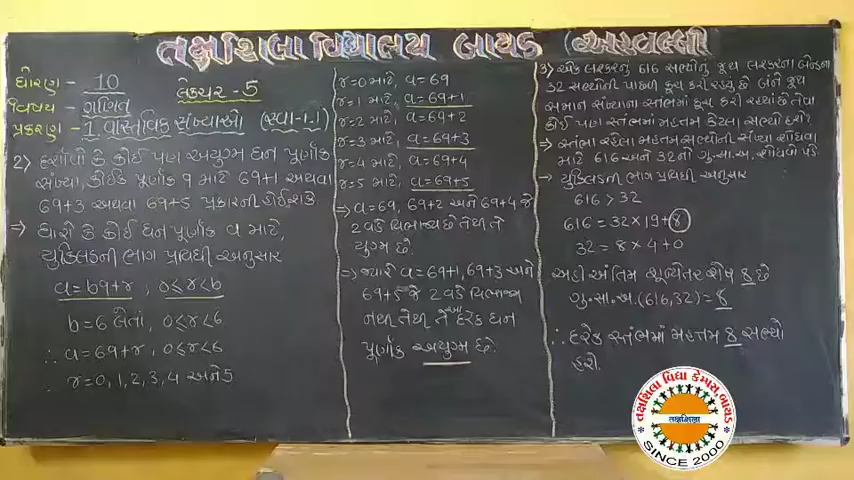 તક્ષશિલા વિદ્યાલય બાયડ (અરવલ્લી)
ધોરણ - 10
લેક્ચર - 5
વિષય - ગણિત
પ્રકરણ - 1 વાસ્તવિક સંખ્યાઓ (સ્વા-1.1)
2) દર્શાવો કે કોઈ પણ અયુગ્મ ધન પૂર્ણાંક
સંખ્યા, કોઈક પૂર્ણાંક q માટે 6q+1 અથવા
6q+3 અથવા 6q+5 પ્રકારની હોઈ શકે
⇒ ધારો કે કોઈ ધન પૂર્ણાંક a માટે,
યુક્લિડની ભાગ પ્રવિધી અનુસાર
a=bq+r, 0≤r<b
b=6 લેતાં, 0≤r<6
∴ a=6q+r, 0≤r<6
∴ r=0,1,2,3,4 અને 5
r=0 માટે, a=6q
r=1 માટે, a=6q+1
r=2 માટે, a=6q+2
r=3 માટે, a=6q+3
r=4 માટે, a=6q+4
r=5 માટે, a=6q+5
⇒ a=6q, 6q+2 અને 6q+4 જે
2 વડે વિભાજ્ય છે તેથી તે
યુગ્મ છે.
⇒ જ્યારે a=6q+1, 6q+3 અને
6q+5 જે 2 વડે વિભાજ્ય
નથી તેથી તે આ દરેક ધન
પૂર્ણાંક અયુગ્મ છે.
3) એક લશ્કરનું 616 સભ્યોનું જૂથ લશ્કરના બેન્ડના
32 સભ્યોની પાછળ કૂચ કરી રહ્યું છે બંને જૂથ
સમાન સંખ્યાના સ્તંભમાં કૂચ કરી રહ્યાં છે તેવા
કોઈ પણ સ્તંભમાં મહત્તમ કેટલા સભ્યો હશે?
⇒ સ્તંભમાં રહેલા મહત્તમ સભ્યોની સંખ્યા શોધવા
માટે 616 અને 32 નો ગુ.સા.અ. શોધવો પડે
→ યુક્લિડની ભાગ પ્રવિધી અનુસાર
616 > 32
616 = 32×19+8
32 = 8×4+0
અહીં અંતિમ શૂન્યેતર શેષ 8 છે
ગુ.સા.અ.(616,32)=8
∴ દરેક સ્તંભમાં મહત્તમ 8 સભ્યો
હશે.
તક્ષશિલા વિદ્યા કેમ્પસ, બાયડ
તક્ષશિલા
SINCE 2000